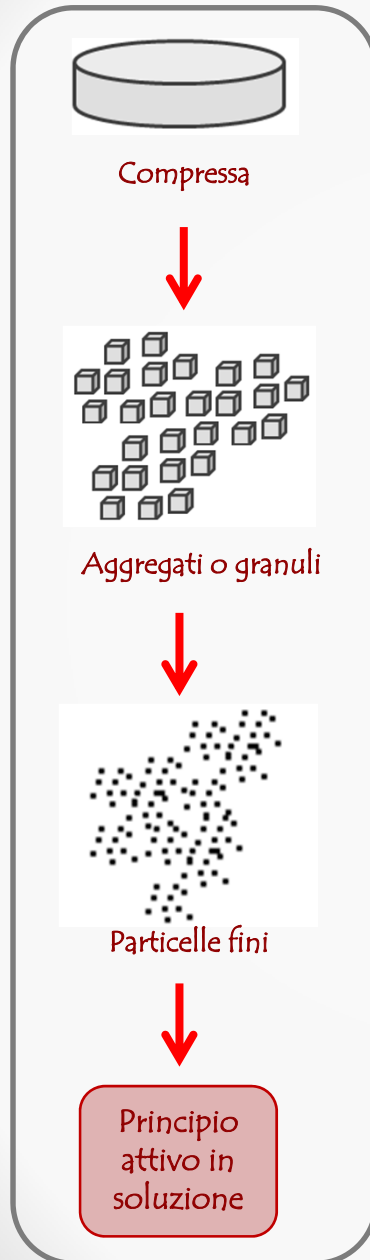 Compressa
Aggregati o granuli
Particelle fini
Principio
attivo in
soluzione